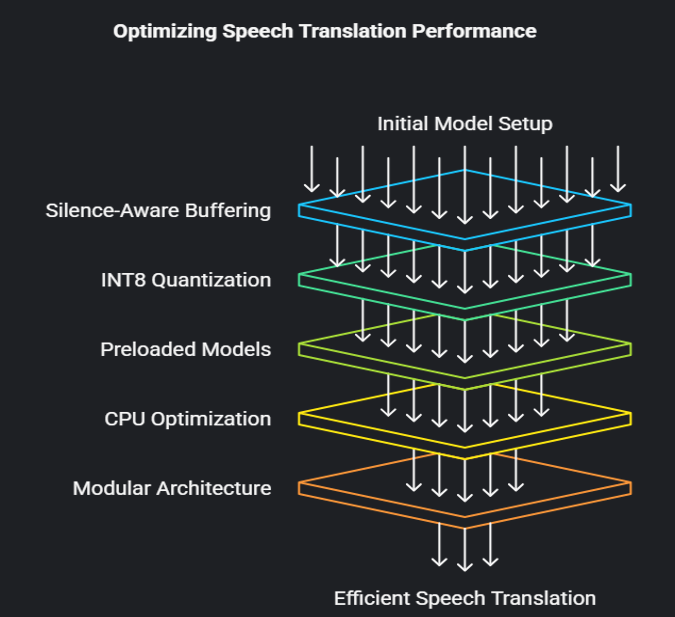 Optimizing Speech Translation Performance
Initial Model Setup
Silence-Aware Buffering
INT8 Quantization
Preloaded Models
CPU Optimization
Modular Architecture
Efficient Speech Translation